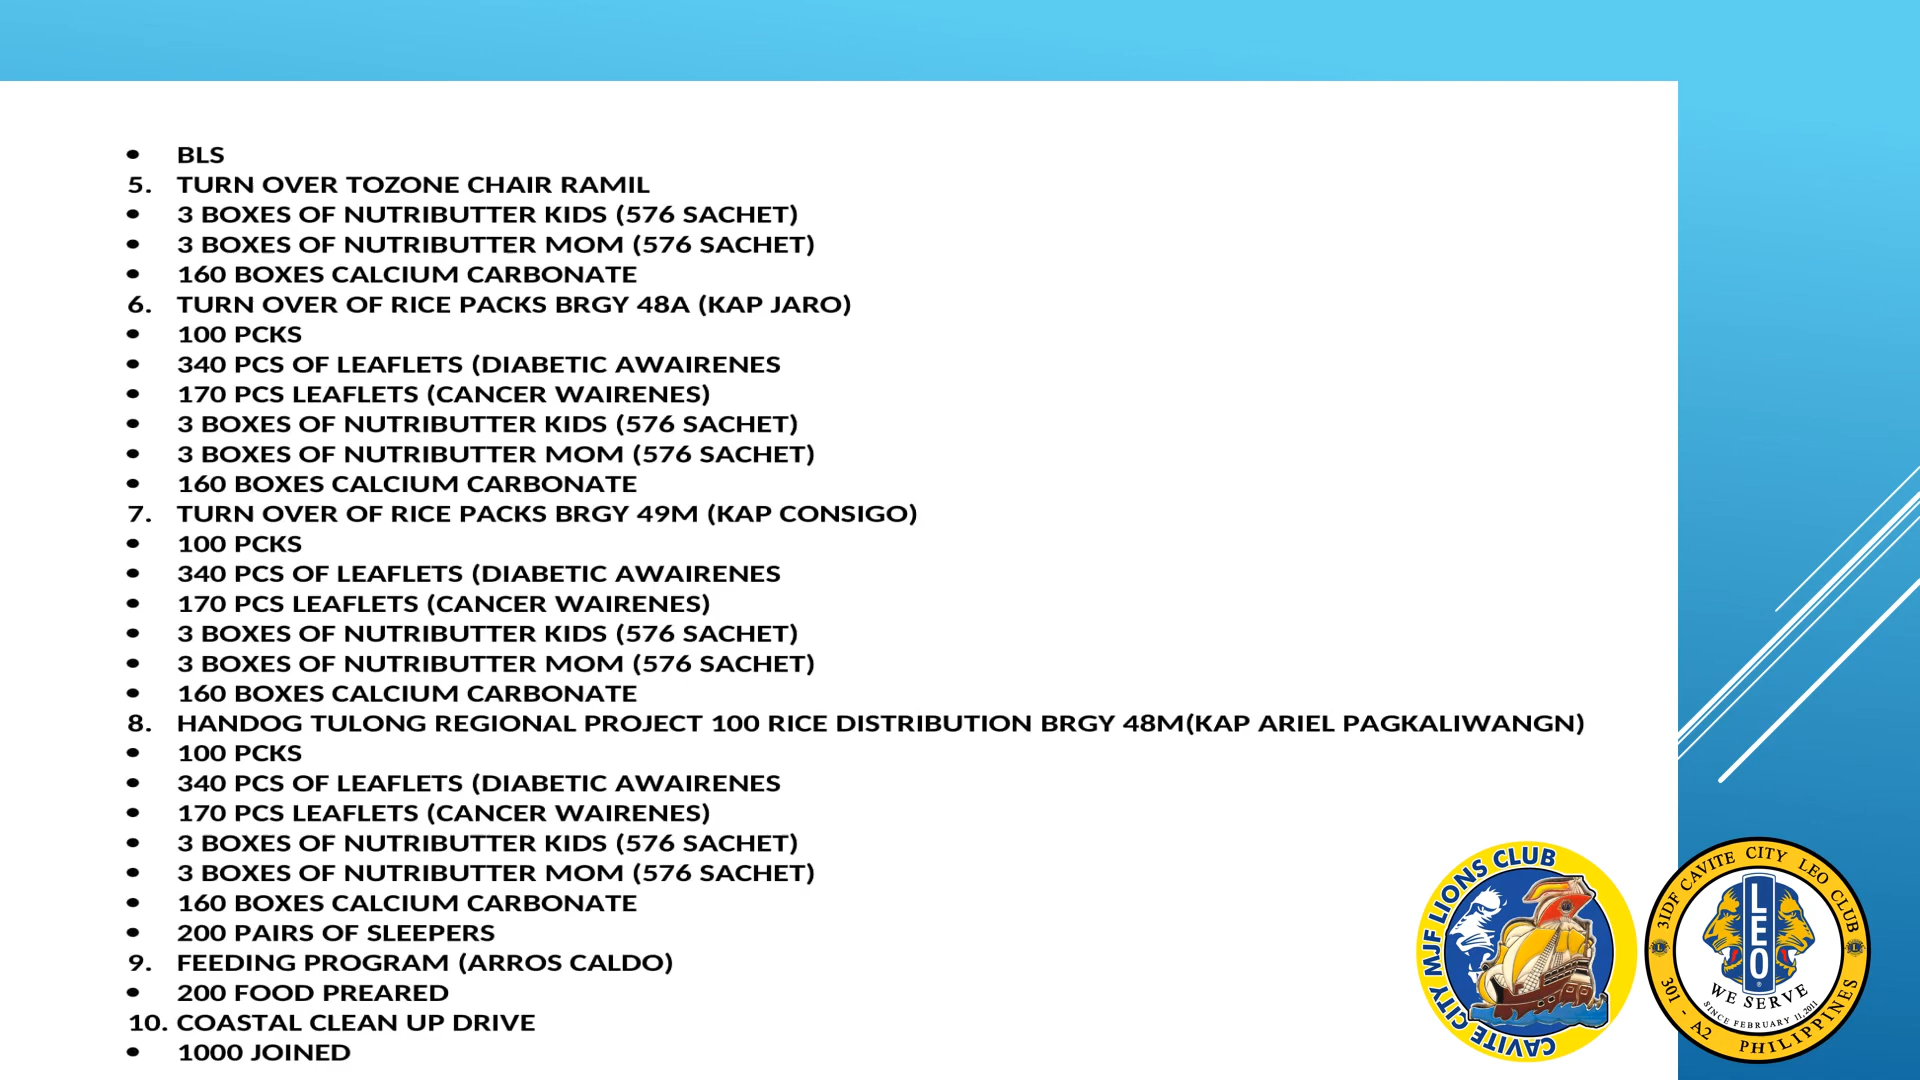 • BLS
5. TURN OVER TOZONE CHAIR RAMIL
• 3 BOXES OF NUTRIBUTTER KIDS (576 SACHET)
• 3 BOXES OF NUTRIBUTTER MOM (576 SACHET)
• 160 BOXES CALCIUM CARBONATE
6. TURN OVER OF RICE PACKS BRGY 48A (KAP JARO)
• 100 PCKS
• 340 PCS OF LEAFLETS (DIABETIC AWAIRENES
• 170 PCS LEAFLETS (CANCER WAIRENES)
• 3 BOXES OF NUTRIBUTTER KIDS (576 SACHET)
• 3 BOXES OF NUTRIBUTTER MOM (576 SACHET)
• 160 BOXES CALCIUM CARBONATE
7. TURN OVER OF RICE PACKS BRGY 49M (KAP CONSIGO)
• 100 PCKS
• 340 PCS OF LEAFLETS (DIABETIC AWAIRENES
• 170 PCS LEAFLETS (CANCER WAIRENES)
• 3 BOXES OF NUTRIBUTTER KIDS (576 SACHET)
• 3 BOXES OF NUTRIBUTTER MOM (576 SACHET)
• 160 BOXES CALCIUM CARBONATE
8. HANDOG TULONG REGIONAL PROJECT 100 RICE DISTRIBUTION BRGY 48M(KAP ARIEL PAGKALIWANGN)
• 100 PCKS
• 340 PCS OF LEAFLETS (DIABETIC AWAIRENES
• 170 PCS LEAFLETS (CANCER WAIRENES)
• 3 BOXES OF NUTRIBUTTER KIDS (576 SACHET)
• 3 BOXES OF NUTRIBUTTER MOM (576 SACHET)
• 160 BOXES CALCIUM CARBONATE
• 200 PAIRS OF SLEEPERS
9. FEEDING PROGRAM (ARROS CALDO)
• 200 FOOD PREARED
10. COASTAL CLEAN UP DRIVE
• 1000 JOINED
CAVITE CITY MJF LIONS CLUB
3IDF CAVITE CITY LEO CLUB
LEO
WE SERVE
SINCE FEBRUARY 11, 2011
301 - A2 PHILIPPINES